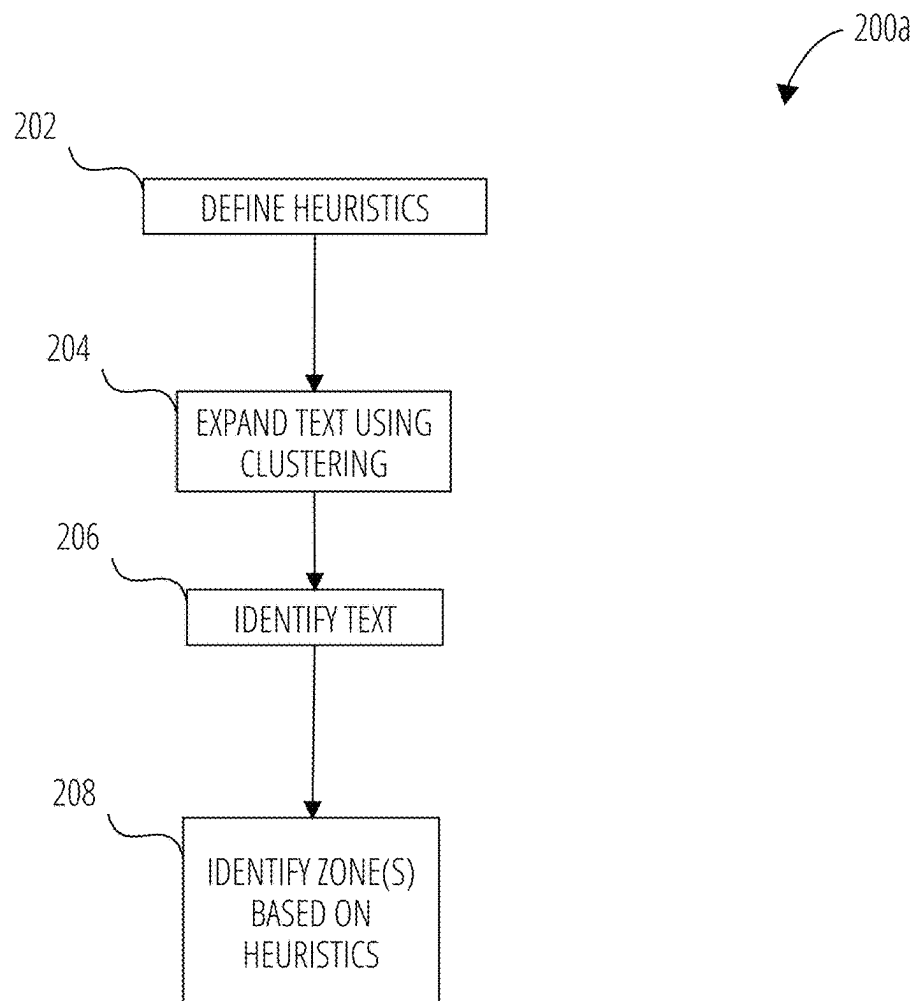 200a
202
DEFINE HEURISTICS
204
EXPAND TEXT USING
CLUSTERING
206
IDENTIFY TEXT
208
IDENTIFY ZONE(S)
BASED ON
HEURISTICS